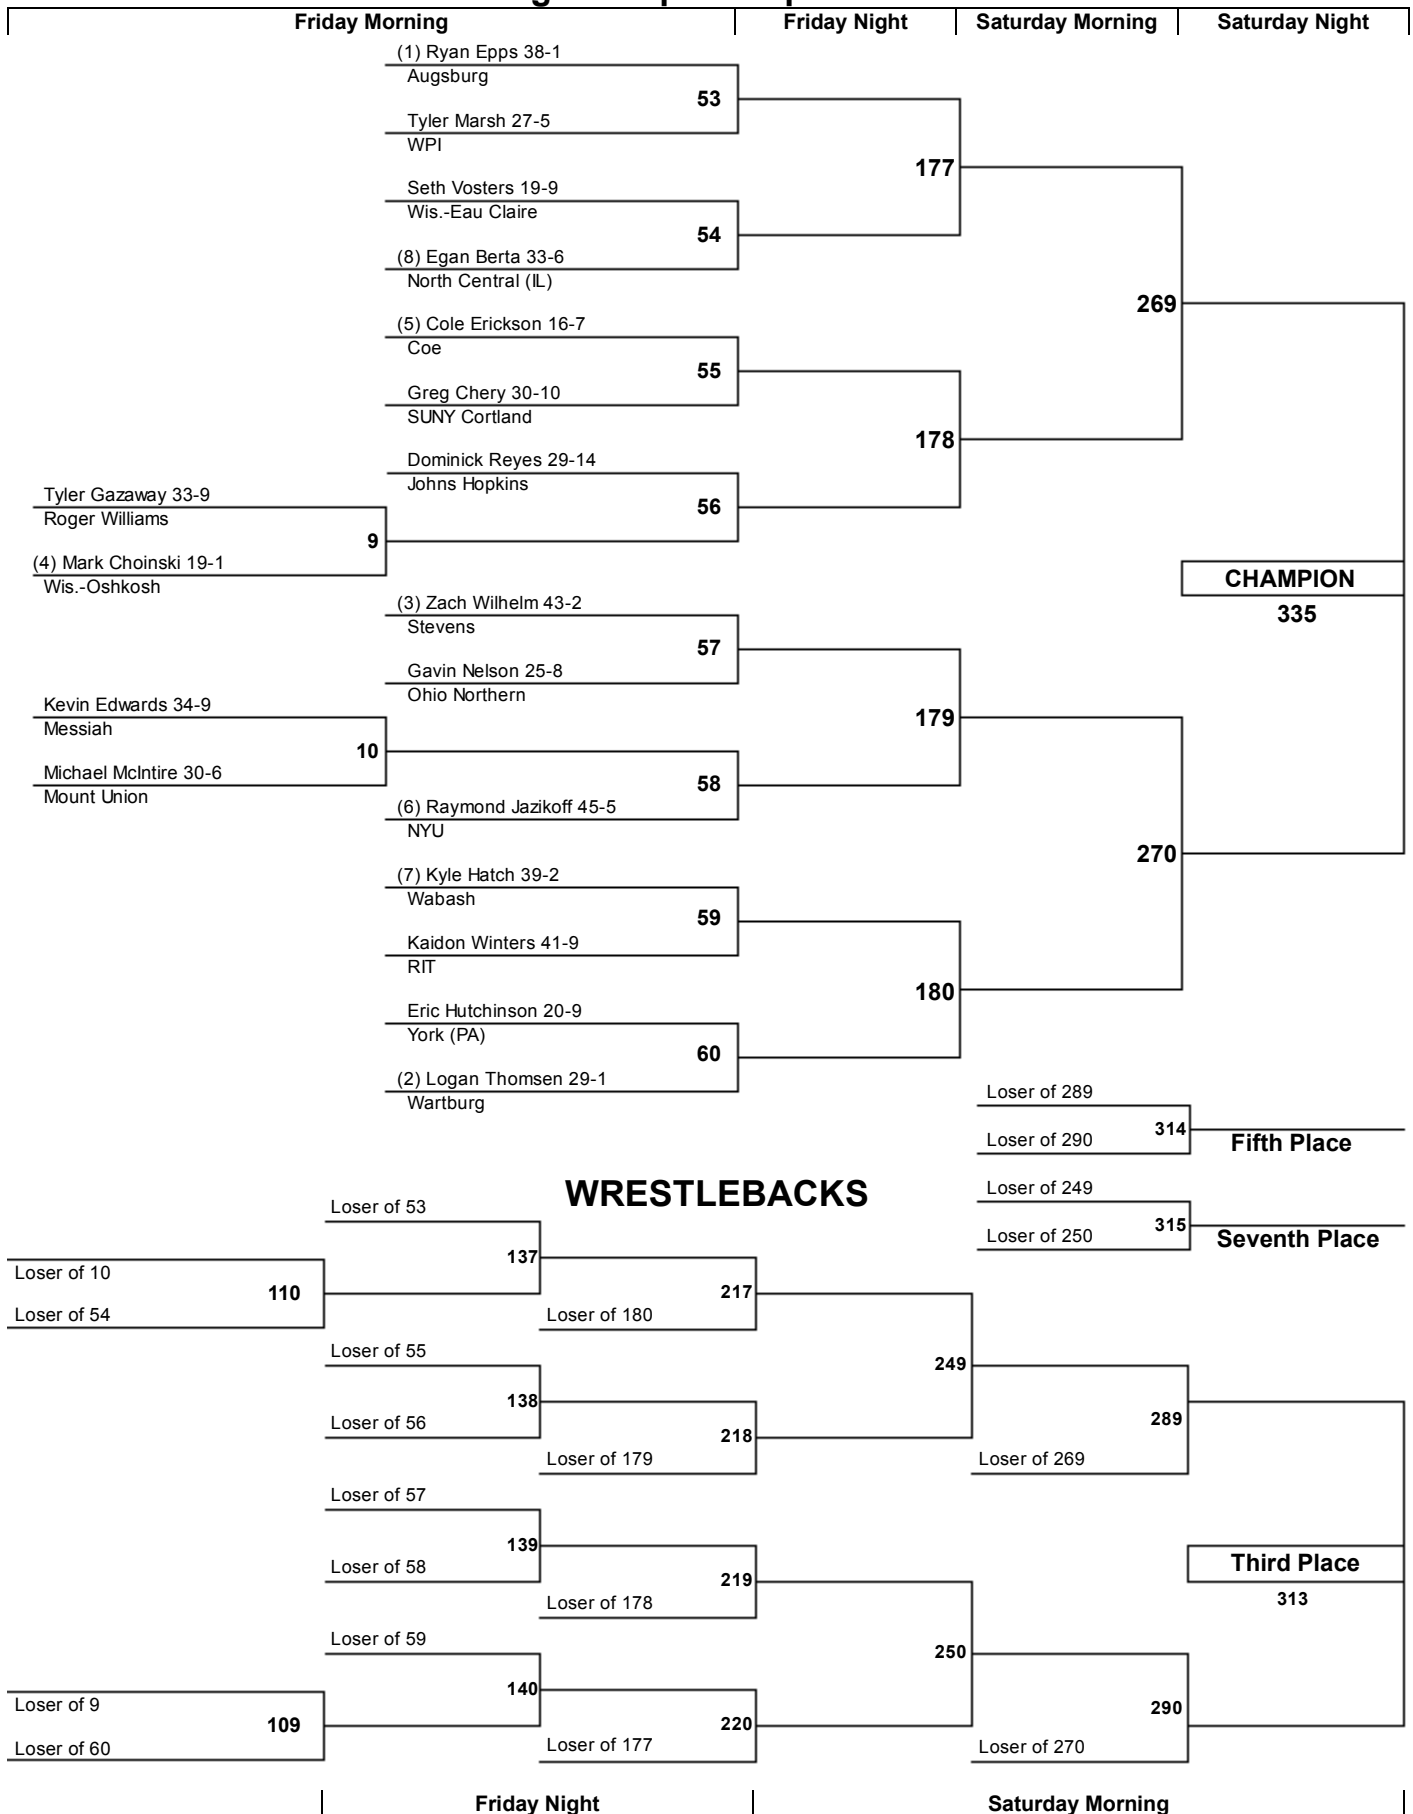 Friday Morning
Friday Night
Saturday Morning
Saturday Night
(1) Ryan Epps 38-1
Augsburg
53
Tyler Marsh 27-5
WPI
177
Seth Vosters 19-9
Wis.-Eau Claire
54
(8) Egan Berta 33-6
North Central (IL)
269
(5) Cole Erickson 16-7
Coe
55
Greg Chery 30-10
SUNY Cortland
178
Dominick Reyes 29-14
Johns Hopkins
56
Tyler Gazaway 33-9
Roger Williams
9
(4) Mark Choinski 19-1
Wis.-Oshkosh
CHAMPION
335
(3) Zach Wilhelm 43-2
Stevens
57
Gavin Nelson 25-8
Ohio Northern
179
Kevin Edwards 34-9
Messiah
10
Michael McIntire 30-6
Mount Union
58
(6) Raymond Jazikoff 45-5
NYU
270
(7) Kyle Hatch 39-2
Wabash
59
Kaidon Winters 41-9
RIT
180
Eric Hutchinson 20-9
York (PA)
60
(2) Logan Thomsen 29-1
Wartburg
Loser of 289
314
Loser of 290
Fifth Place
Loser of 249
315
Loser of 250
Seventh Place
WRESTLEBACKS
Loser of 53
137
Loser of 10
110
Loser of 54
217
Loser of 180
Loser of 55
249
138
Loser of 56
218
289
Loser of 179
Loser of 269
Loser of 57
139
Loser of 58
219
Third Place
313
Loser of 178
Loser of 59
250
140
Loser of 9
109
Loser of 60
220
290
Loser of 177
Loser of 270
Friday Night
Saturday Morning